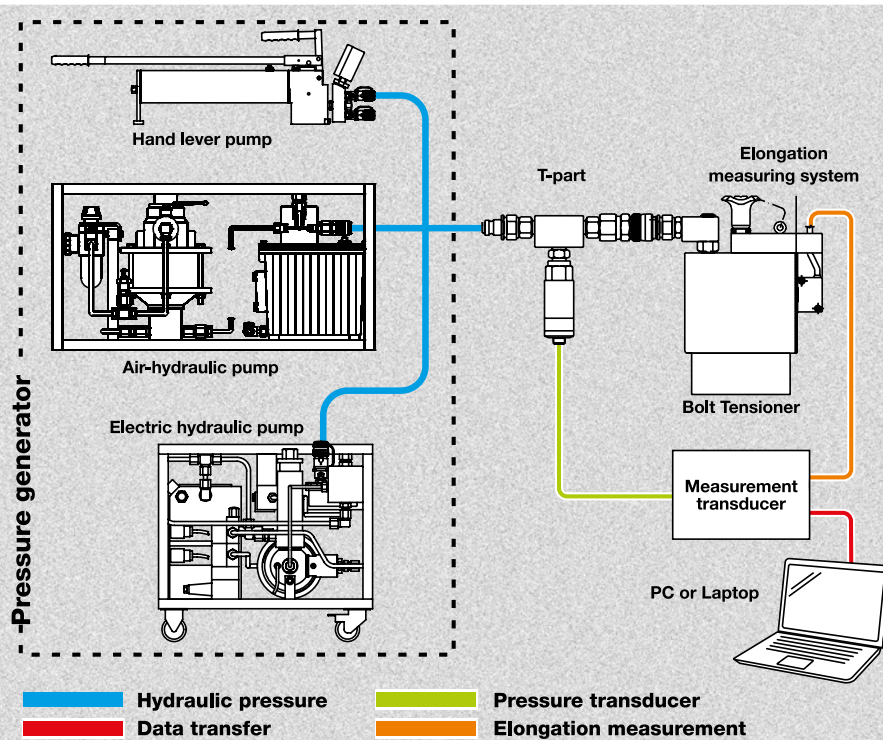 Hand lever pump
Elongation
measuring system
T-part
Air-hydraulic pump
Bolt Tensioner
Electric hydraulic pump
Pressure generator
Measurement
transducer
PC or Laptop
Hydraulic pressure
Pressure transducer
Data transfer
Elongation measurement